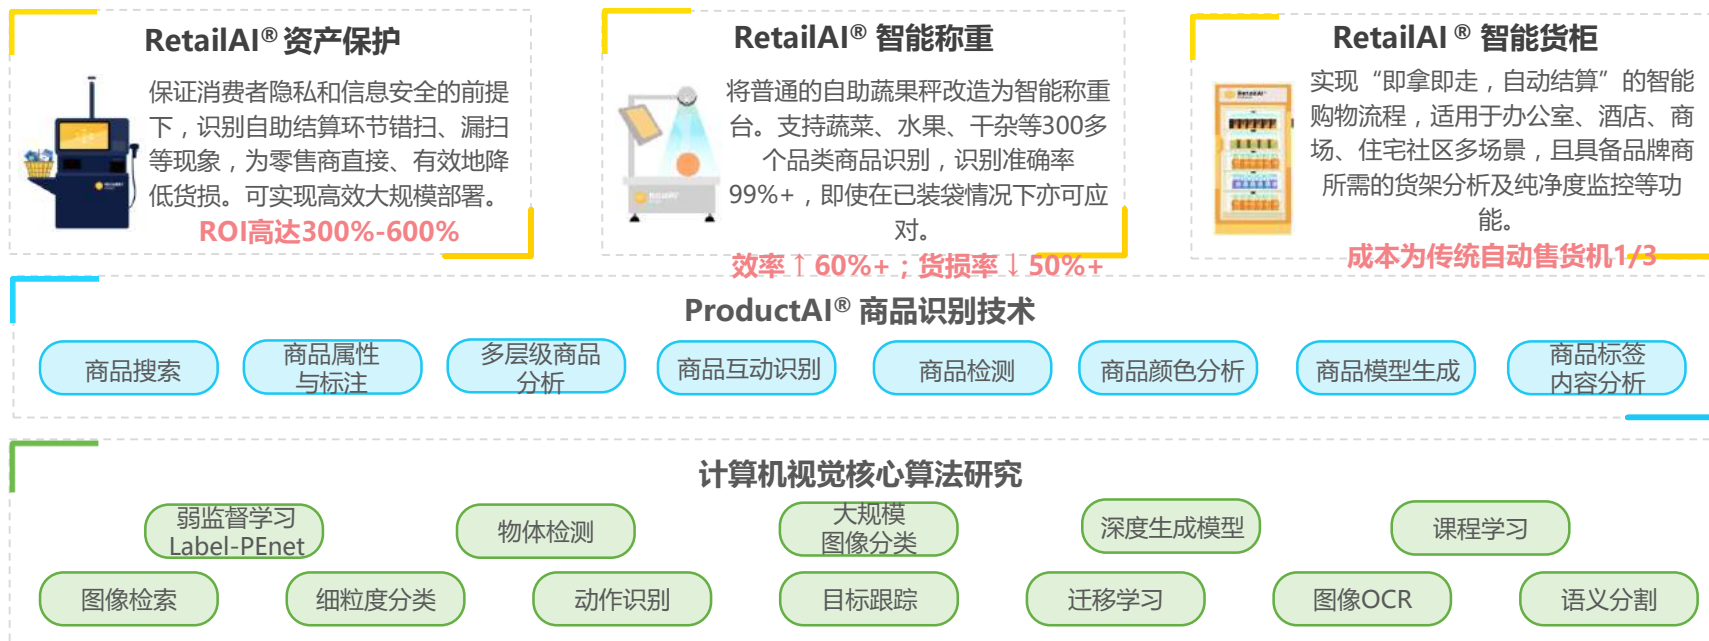 RetailAI® 资产保护
保证消费者隐私和信息安全的前提
下，识别自助结算环节错扫、漏扫
等现象，为零售商直接、有效地降
低货损。可实现高效大规模部署。
ROI高达300%-600%
RetailAI® 智能称重
将普通的自助蔬果秤改造为智能称重
台。支持蔬菜、水果、干杂等300多
个品类商品识别，识别准确率
99%+，即使在已装袋情况下亦可应
对。
效率↑60%+；货损率↓50%+
RetailAI ® 智能货柜
RetailAI
实现“即拿即走，自动结算”的智能
购物流程，适用于办公室、酒店、商
场、住宅社区多场景，且具备品牌商
所需的货架分析及纯净度监控等功
能。
成本为传统自动售货机1/3
ProductAI® 商品识别技术
商品搜索
商品属性
与标注
多层级商品
分析
商品互动识别
商品检测
商品颜色分析
商品模型生成
商品标签
内容分析
计算机视觉核心算法研究
弱监督学习
Label-PEnet
物体检测
大规模
图像分类
深度生成模型
课程学习
图像检索
细粒度分类
动作识别
目标跟踪
迁移学习
图像OCR
语义分割